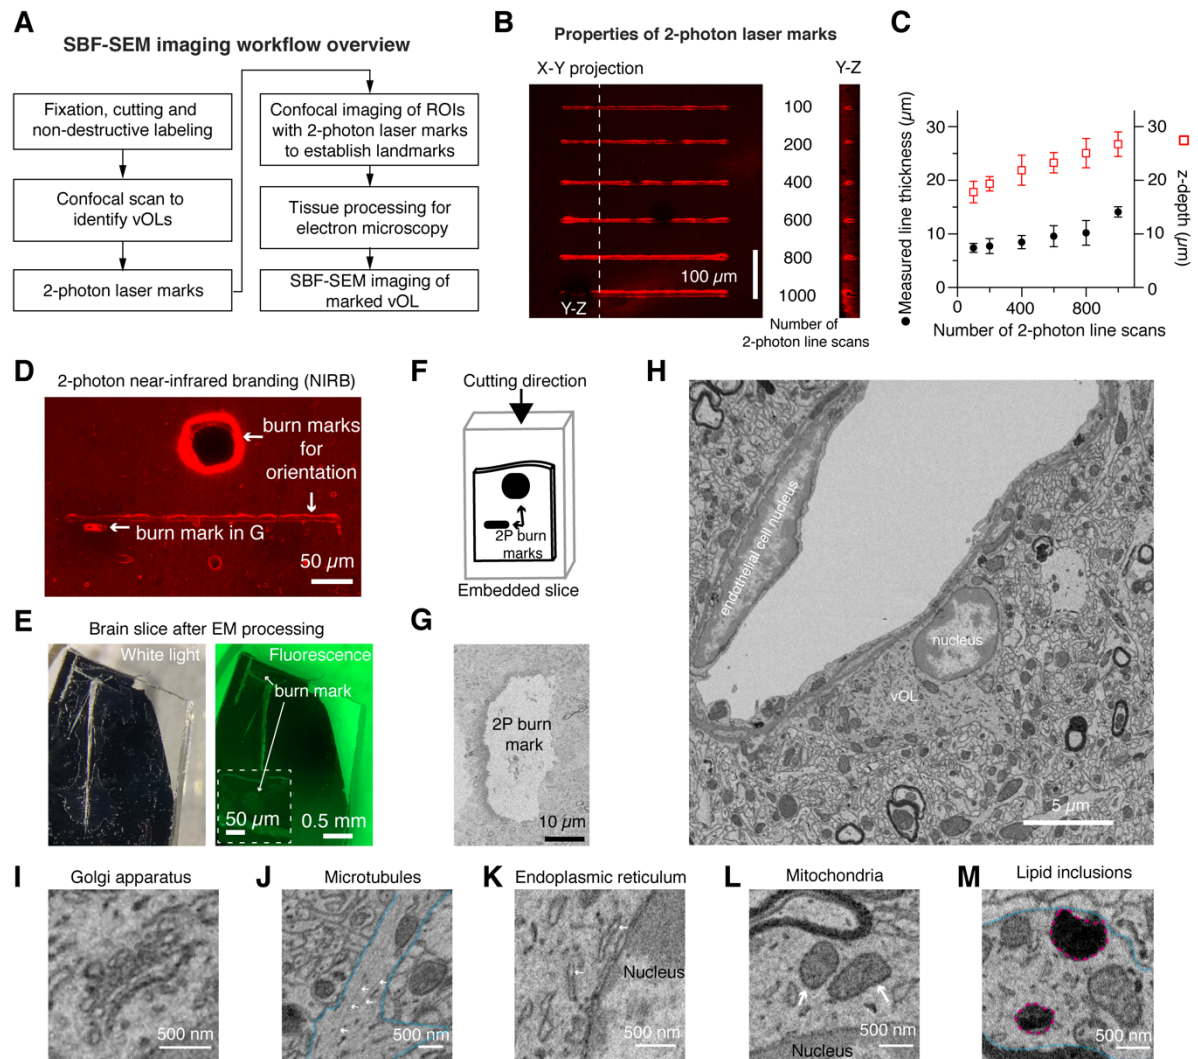 A
SBF-SEM imaging workflow overview
Fixation, cutting and
non-destructive labeling
Confocal scan to
identify vOLs
2-photon laser marks
Confocal imaging of ROIs
with 2-photon laser marks
to establish landmarks
Tissue processing for
electron microscopy
SBF-SEM imaging of
marked vOL
B
Properties of 2-photon laser marks
X-Y projection
Y-Z
100
200
400
600
800
1000
Y-Z
100 µm
Number of
2-photon line scans
C
Measured line thickness (µm)
30
20
10
0
0
400
800
Number of 2-photon line scans
30
20
10
0
z-depth (µm)
D
2-photon near-infrared branding (NIRB)
burn marks
for
orientation
burn mark in G
50 µm
E
Brain slice after EM processing
White light
Fluorescence
burn mark
50 µm
0.5 mm
F
Cutting direction
2P burn
marks
Embedded slice
G
2P burn
mark
10 µm
H
endothelial cell nucleus
nucleus
vOL
5 µm
I
Golgi apparatus
500 nm
J
Microtubules
500 nm
K
Endoplasmic reticulum
Nucleus
500 nm
L
Mitochondria
500 nm
Nucleus
M
Lipid inclusions
500 nm